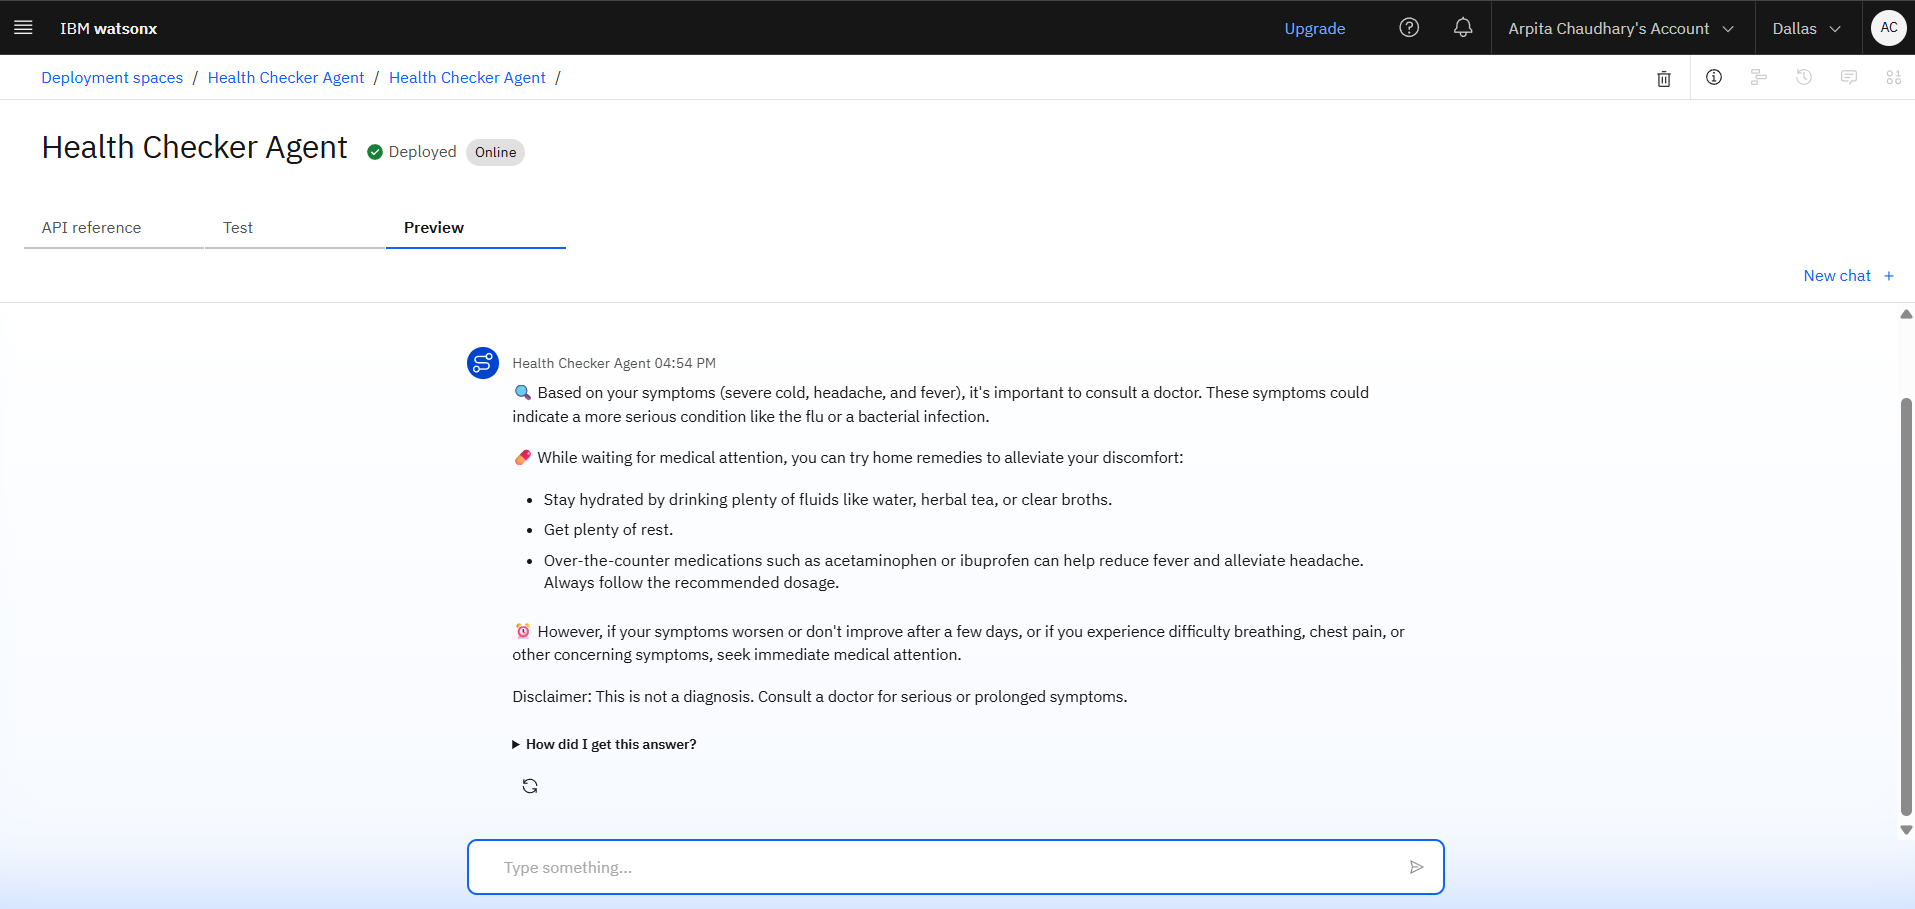 IBM watsonx
Upgrade
Arpita Chaudhary's Account
Dallas
AC
Deployment spaces / Health Checker Agent / Health Checker Agent /
Health Checker Agent
Deployed
Online
API reference
Test
Preview
New chat +
Health Checker Agent 04:54 PM
🔍 Based on your symptoms (severe cold, headache, and fever), it's important to consult a doctor. These symptoms could
indicate a more serious condition like the flu or a bacterial infection.
💊 While waiting for medical attention, you can try home remedies to alleviate your discomfort:
• Stay hydrated by drinking plenty of fluids like water, herbal tea, or clear broths.
• Get plenty of rest.
• Over-the-counter medications such as acetaminophen or ibuprofen can help reduce fever and alleviate headache.
Always follow the recommended dosage.
⏰ However, if your symptoms worsen or don't improve after a few days, or if you experience difficulty breathing, chest pain, or
other concerning symptoms, seek immediate medical attention.
Disclaimer: This is not a diagnosis. Consult a doctor for serious or prolonged symptoms.
How did I get this answer?
Type something...